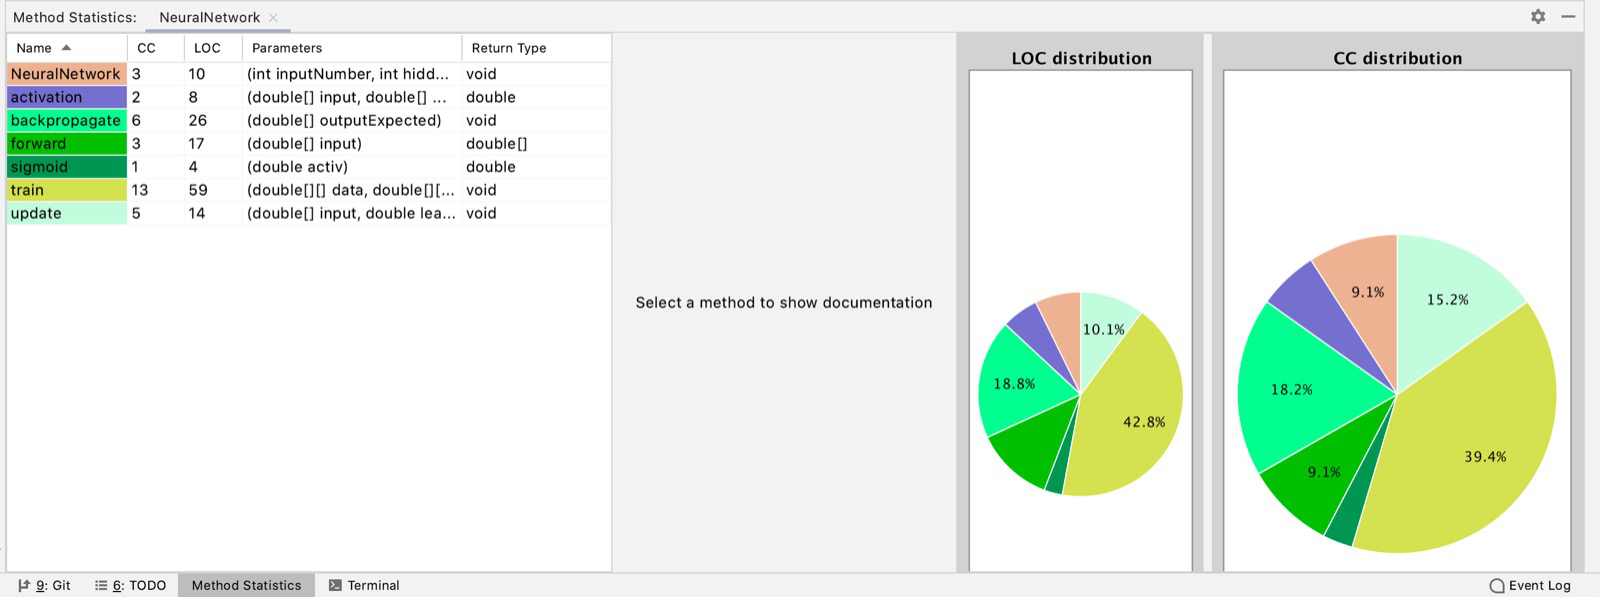 Method Statistics: NeuralNetwork
Name CC LOC Parameters Return Type
NeuralNetwork 3 10 (int inputNumber, int hidd... void
activation 2 8 (double[] input, double[] ... double
backpropagate 6 26 (double[] outputExpected) void
forward 3 17 (double[] input) double[]
sigmoid 1 4 (double activ) double
train 13 59 (double[][] data, double[][... void
update 5 14 (double[] input, double lea... void
Select a method to show documentation
LOC distribution
10.1%
18.8%
42.8%
CC distribution
9.1%
15.2%
18.2%
39.4%
9.1%
9: Git 6: TODO Method Statistics Terminal Event Log